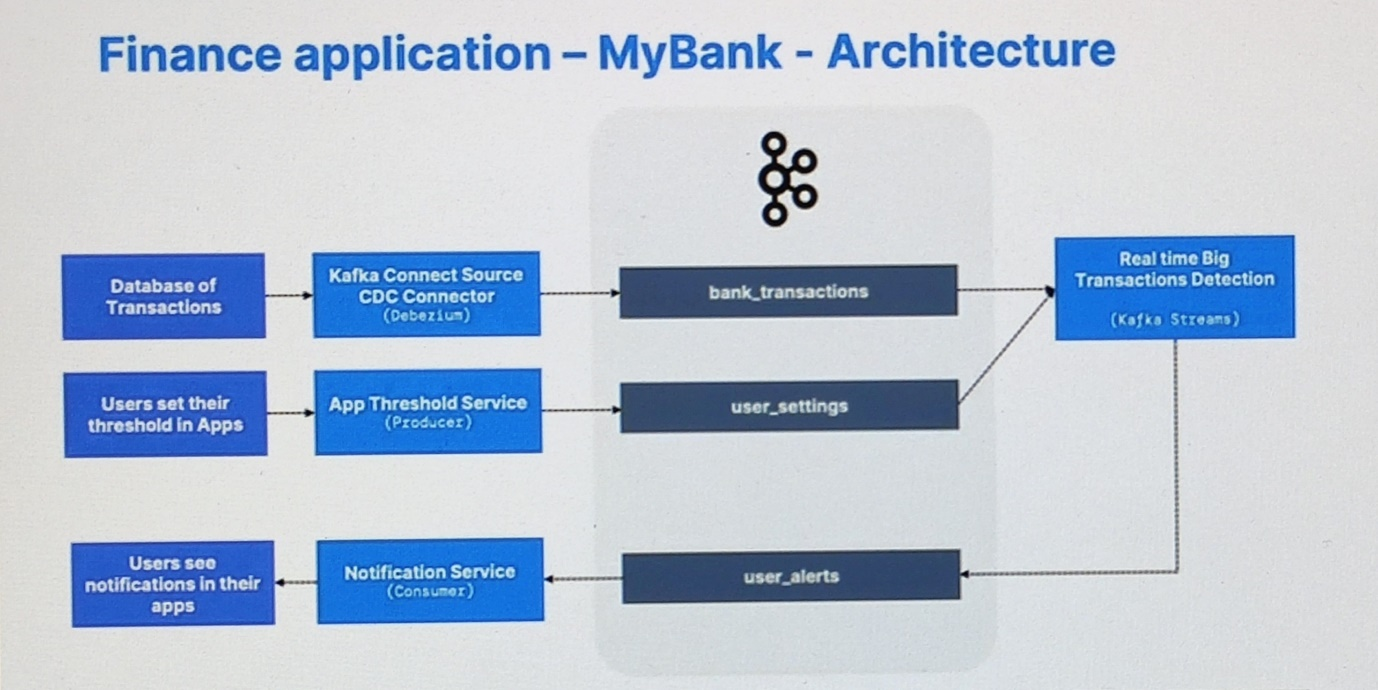 Finance application – MyBank - Architecture
Database of
Transactions
Kafka Connect Source
CDC Connector
(Debezium)
bank_transactions
Real time Big
Transactions Detection
(Kafka Streams)
Users set their
threshold in Apps
App Threshold Service
(Producer)
user_settings
Users see
notifications in their
apps
Notification Service
(Consumer)
user_alerts